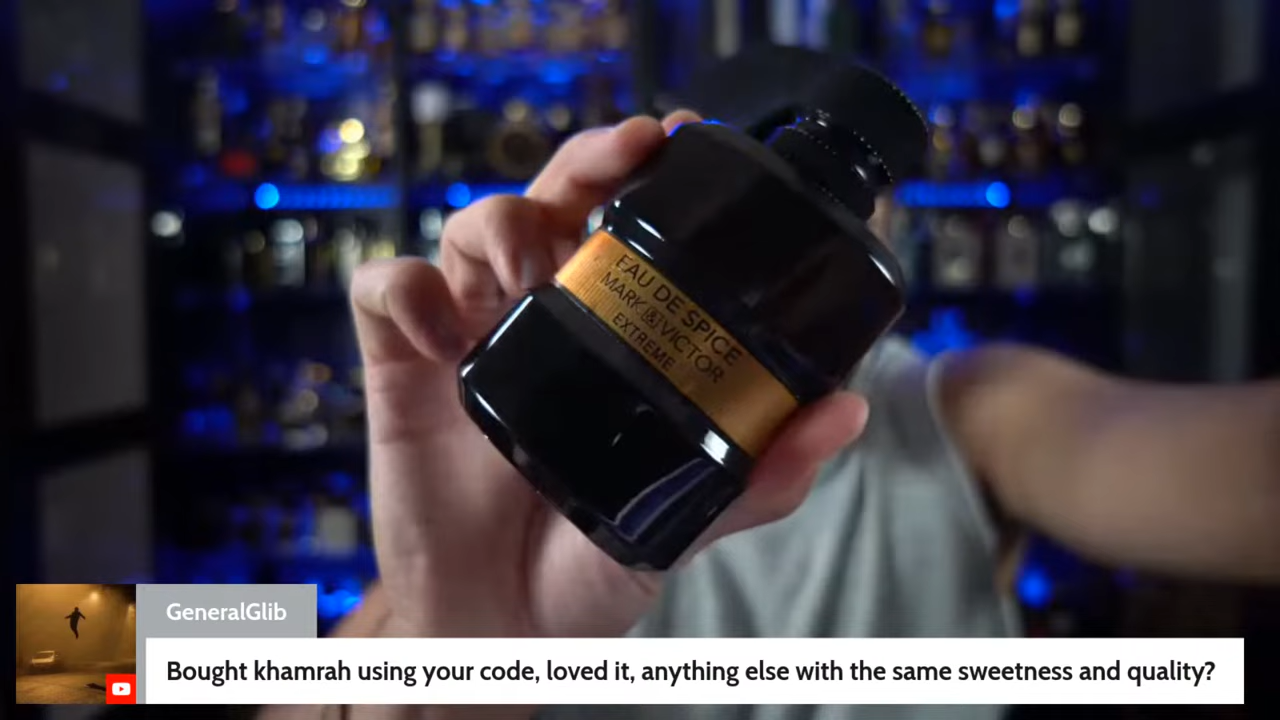 EAU DE SPICE
MARK & VICTOR
EXTREME
GeneralGlib
Bought khamrah using your code, loved it, anything else with the same sweetness and quality?